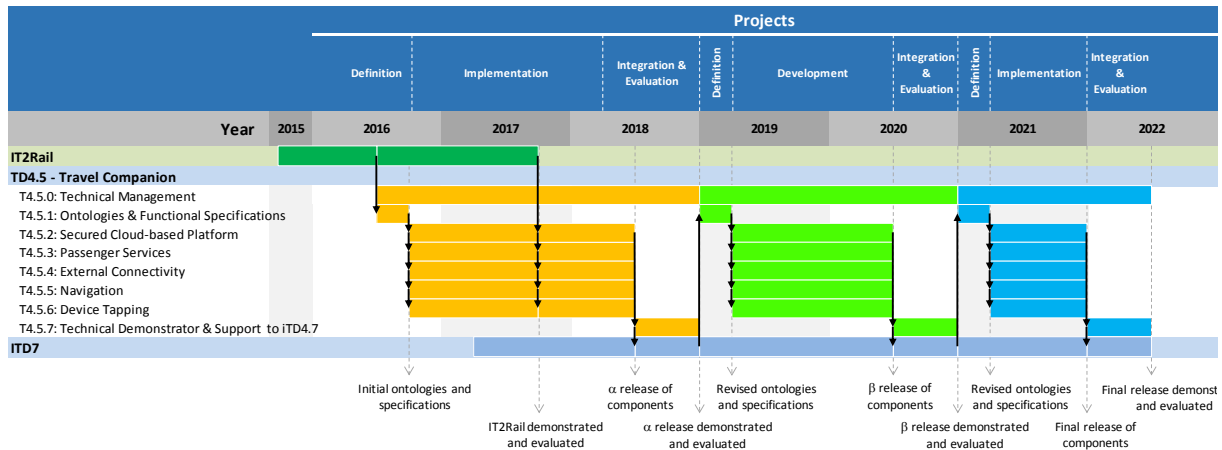 Projects
Definition
Implementation
Integration &
Evaluation
Definition
Development
Integration
&
Evaluation
Definition
Implementation
Integration
&
Evaluation
Year
2015
2016
2017
2018
2019
2020
2021
2022
IT2Rail
TD4.5 - Travel Companion
T4.5.0: Technical Management
T4.5.1: Ontologies & Functional Specifications
T4.5.2: Secured Cloud-based Platform
T4.5.3: Passenger Services
T4.5.4: External Connectivity
T4.5.5: Navigation
T4.5.6: Device Tapping
T4.5.7: Technical Demonstrator & Support to iTD4.7
ITD7
Initial ontologies and
specifications
IT2Rail demonstrated
and evaluated
α release of
components
α release demonstrated
and evaluated
Revised ontologies
and specifications
β release of
components
β release demonstrated
and evaluated
Revised ontologies
and specifications
Final release of
components
Final release demonst
and evaluated